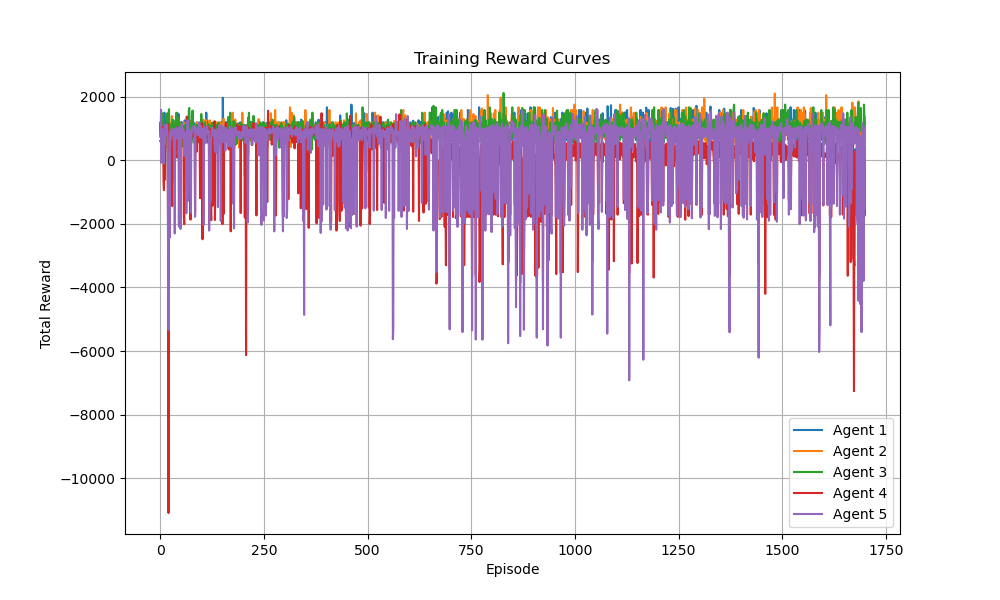 Training Reward Curves
2000
0
−2000
−4000
−6000
−8000
−10000
Total Reward
0 250 500 750 1000 1250 1500 1750
Episode
Agent 1
Agent 2
Agent 3
Agent 4
Agent 5